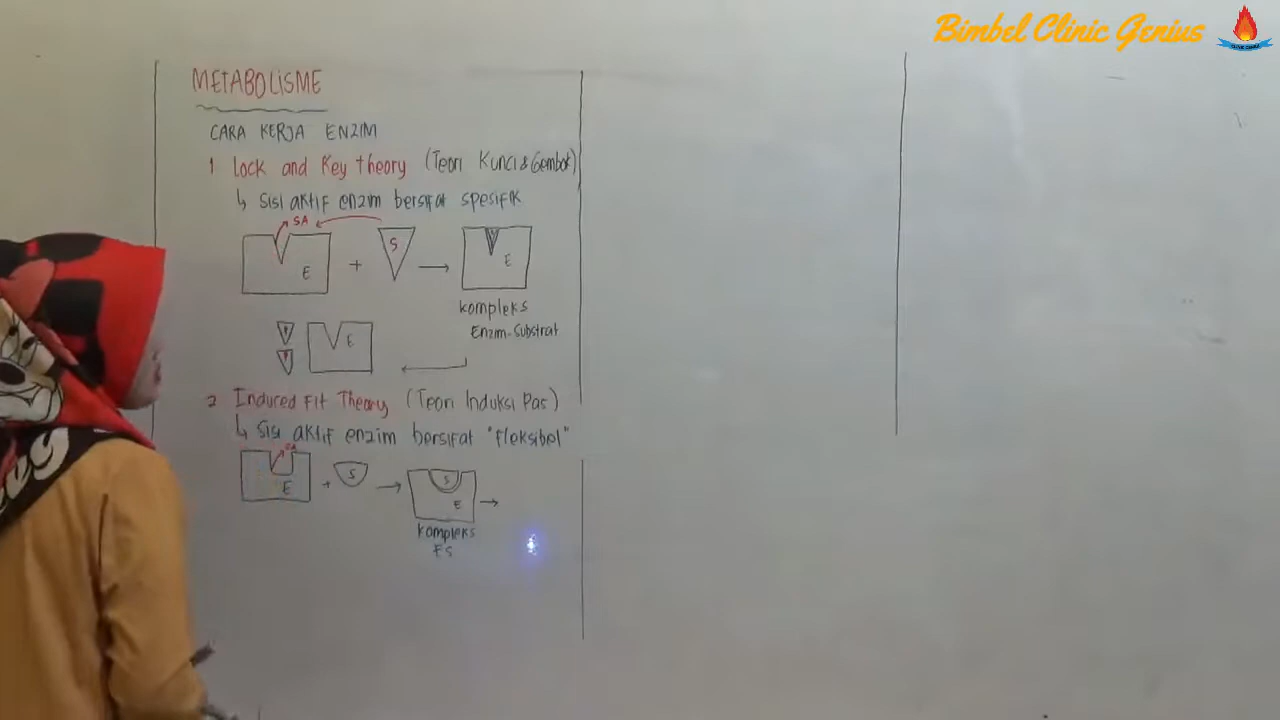 Bimbel Clinic Genius
METABOLISME
CARA KERJA ENZIM
1 Lock and Key Theory (Teori Kunci & Gembok)
↳ Sisi aktif enzim bersifat spesifik
SA
E + S →
E
kompleks
Enzim-Substrat
E
2 Induced Fit Theory (Teori Induksi Pas)
↳ Sisi aktif enzim bersifat "fleksibel"
SA
E + S → S E →
kompleks
ES